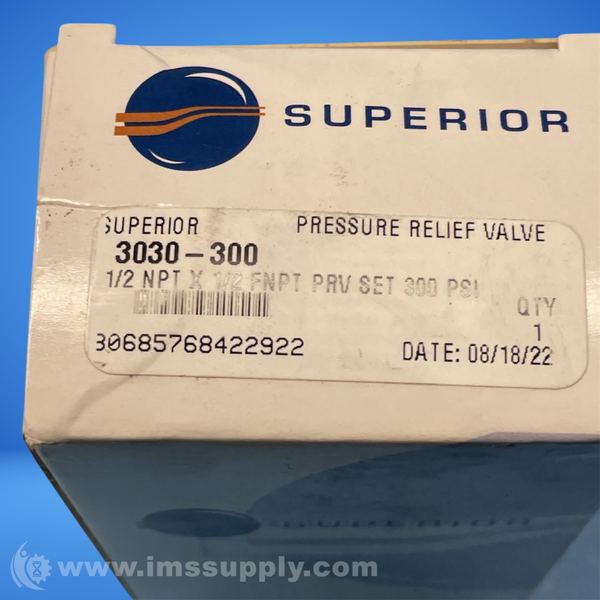 SUPERIOR
SUPERIOR PRESSURE RELIEF VALVE
3030-300
1/2 NPT X 1/2 FNPT PRV SET 300 PSI
QTY
1
30685768422922 DATE: 08/18/22
SUPERIOR
www.imssupply.com